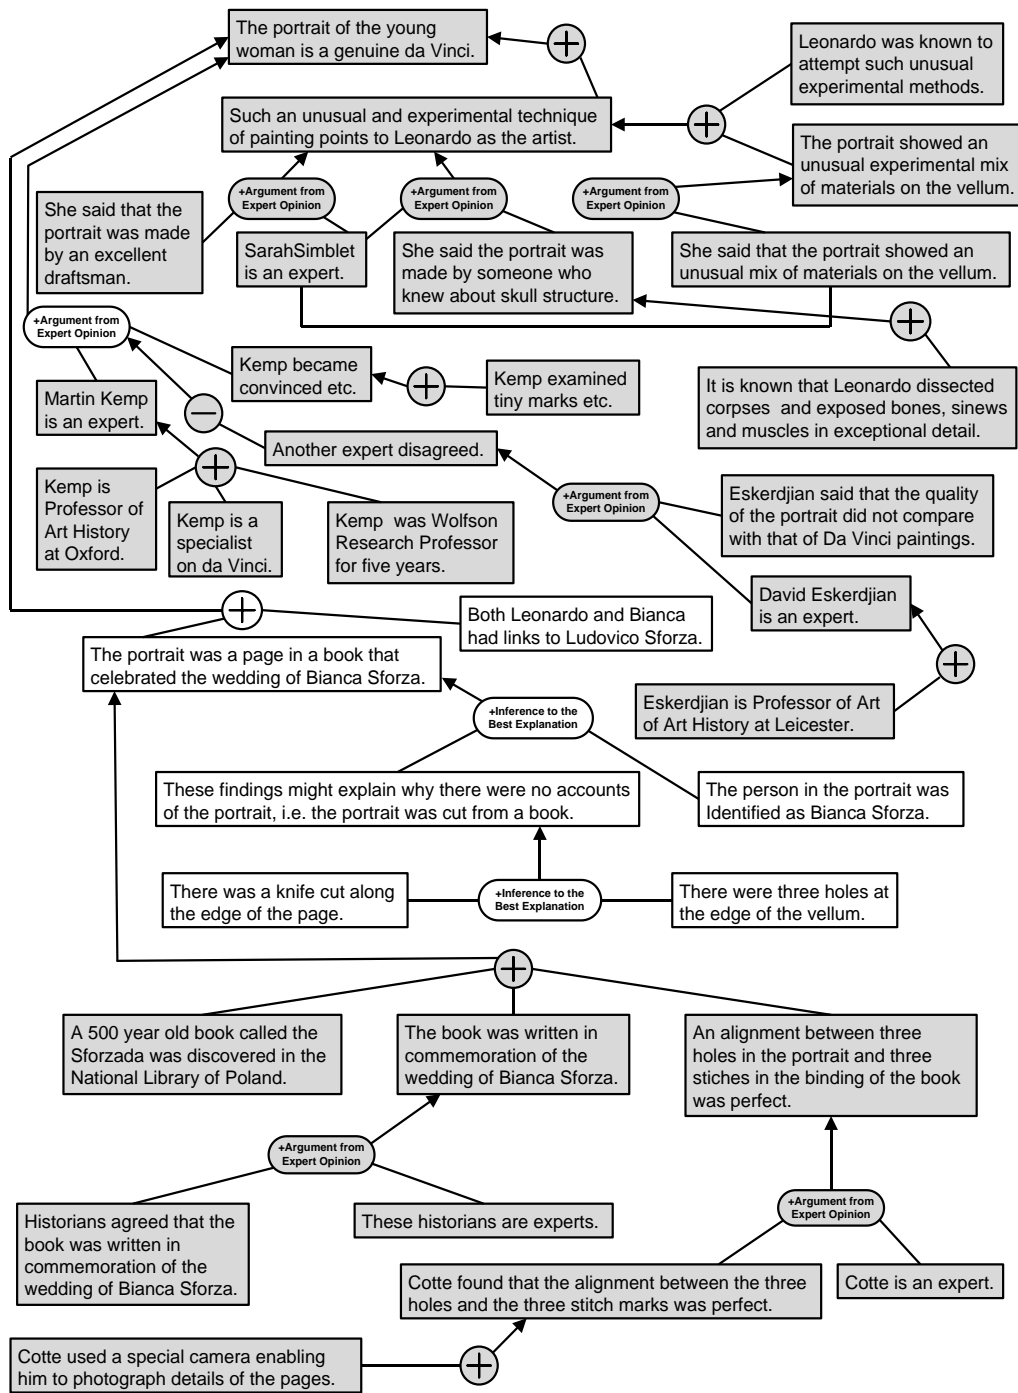 The portrait of the young
woman is a genuine da Vinci.
Leonardo was known to
attempt such unusual
experimental methods.
Such an unusual and experimental technique
of painting points to Leonardo as the artist.
The portrait showed an
unusual experimental mix
of materials on the vellum.
+Argument from
Expert Opinion
+Argument from
Expert Opinion
+Argument from
Expert Opinion
She said that the
portrait was made
by an excellent
draftsman.
SarahSimblet
is an expert.
She said the portrait was
made by someone who
knew about skull structure.
She said that the portrait showed an
unusual mix of materials on the vellum.
+Argument from
Expert Opinion
Kemp became
convinced etc.
Kemp examined
tiny marks etc.
It is known that Leonardo dissected
corpses  and exposed bones, sinews
and muscles in exceptional detail.
Martin Kemp
is an expert.
Another expert disagreed.
Kemp is
Professor of
Art History
at Oxford.
Kemp is a
specialist
on da Vinci.
Kemp  was Wolfson
Research Professor
for five years.
+Argument from
Expert Opinion
Eskerdjian said that the quality
of the portrait did not compare
with that of Da Vinci paintings.
David Eskerdjian
is an expert.
Both Leonardo and Bianca
had links to Ludovico Sforza.
The portrait was a page in a book that
celebrated the wedding of Bianca Sforza.
Eskerdjian is Professor of Art
of Art History at Leicester.
+Inference to the
Best Explanation
These findings might explain why there were no accounts
of the portrait, i.e. the portrait was cut from a book.
The person in the portrait was
Identified as Bianca Sforza.
There was a knife cut along
the edge of the page.
+Inference to the
Best Explanation
There were three holes at
the edge of the vellum.
A 500 year old book called the
Sforzada was discovered in the
National Library of Poland.
The book was written in
commemoration of the
wedding of Bianca Sforza.
An alignment between three
holes in the portrait and three
stiches in the binding of the book
was perfect.
+Argument from
Expert Opinion
Historians agreed that the
book was written in
commemoration of the
wedding of Bianca Sforza.
These historians are experts.
+Argument from
Expert Opinion
Cotte found that the alignment between the three
holes and the three stitch marks was perfect.
Cotte is an expert.
Cotte used a special camera enabling
him to photograph details of the pages.